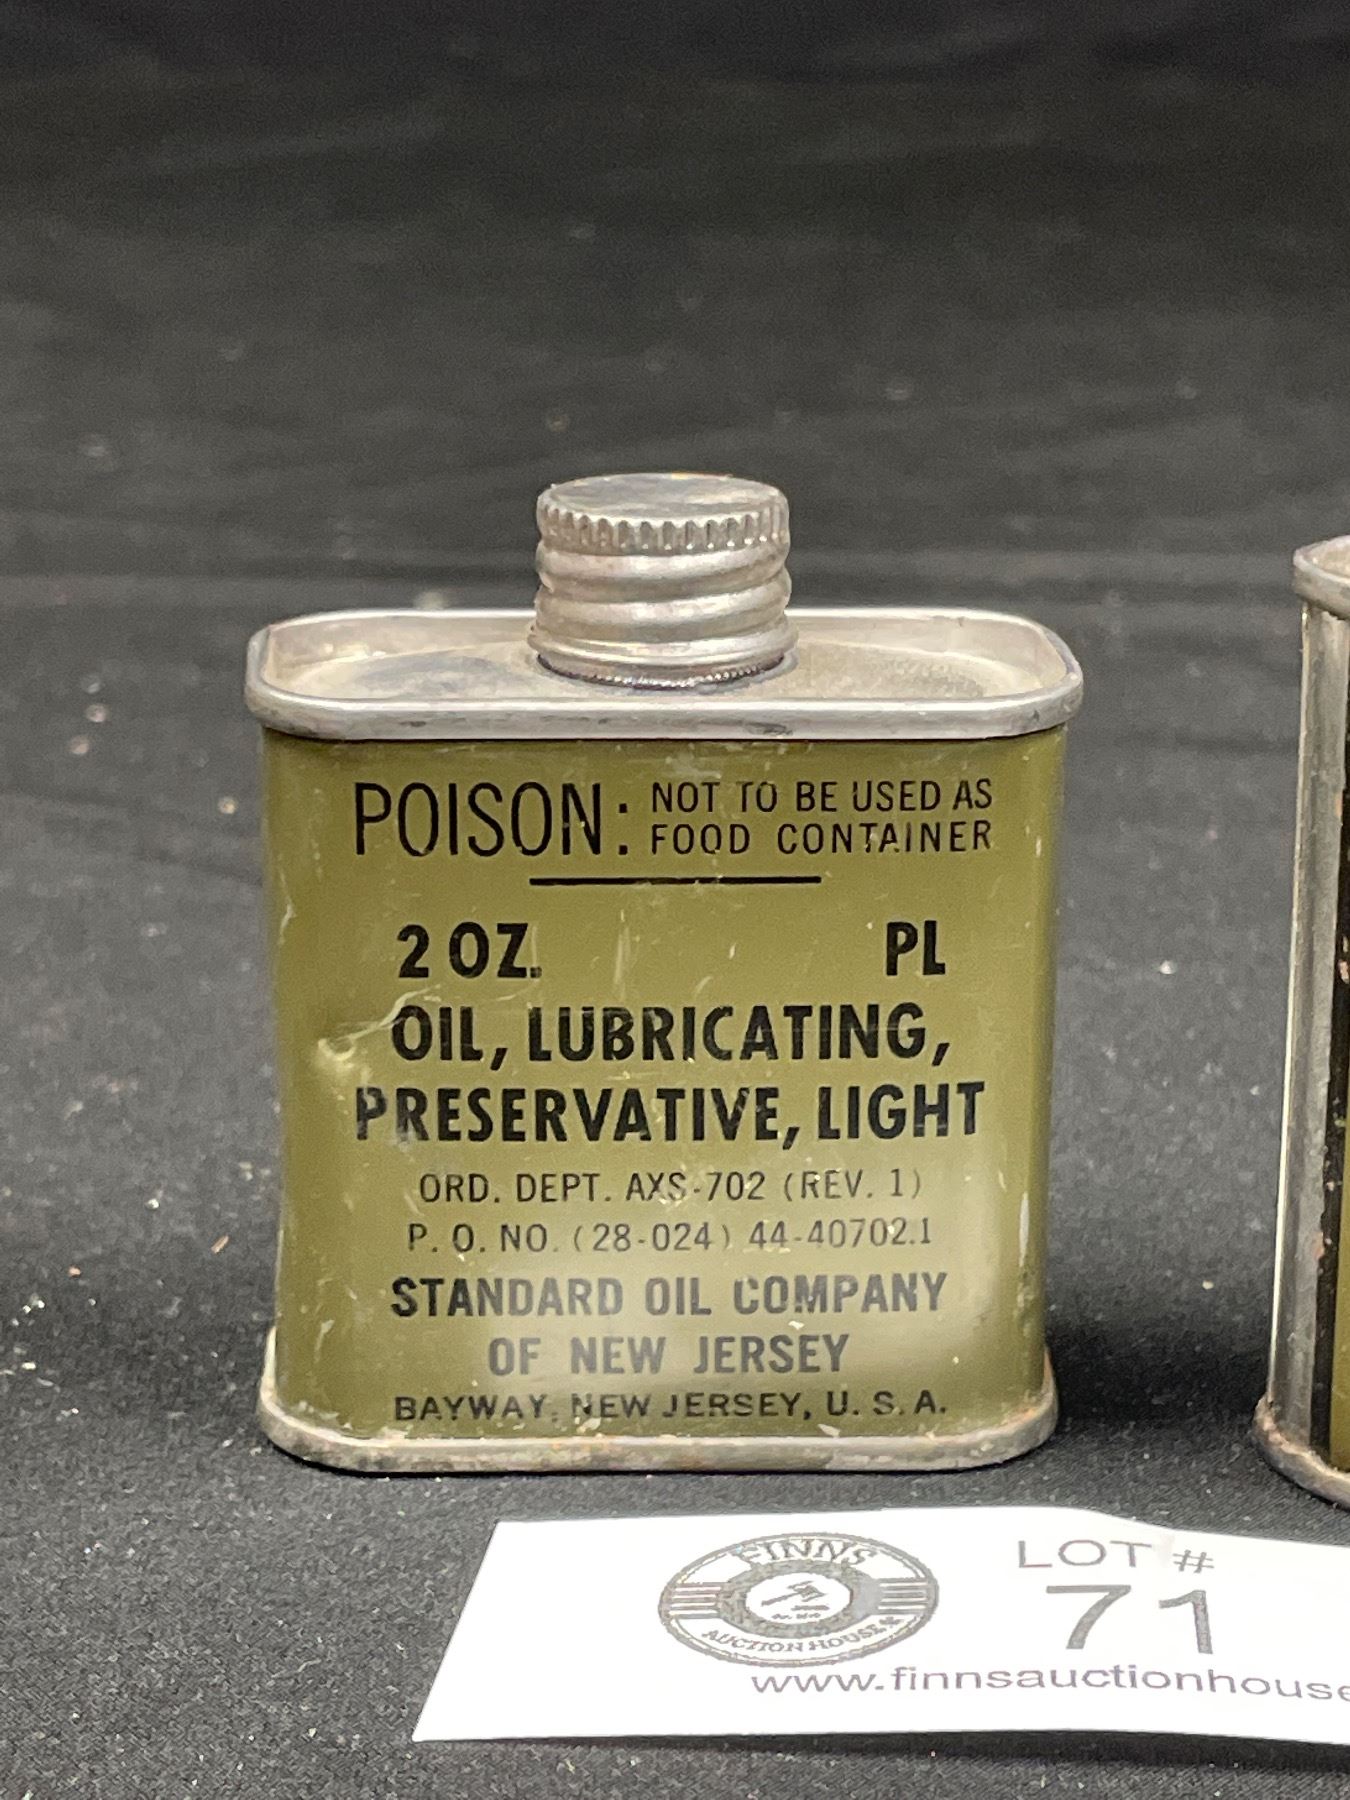 POISON: NOT TO BE USED AS
FOOD CONTAINER
2 OZ. PL
OIL, LUBRICATING,
PRESERVATIVE, LIGHT
ORD. DEPT. AXS-702 (REV. 1)
P. O. NO. (28-024) 44-40702.1
STANDARD OIL COMPANY
OF NEW JERSEY
BAYWAY, NEW JERSEY, U. S. A.
FINNS
AUCTION HOUSE
LOT #
71
www.finnsauctionhouse